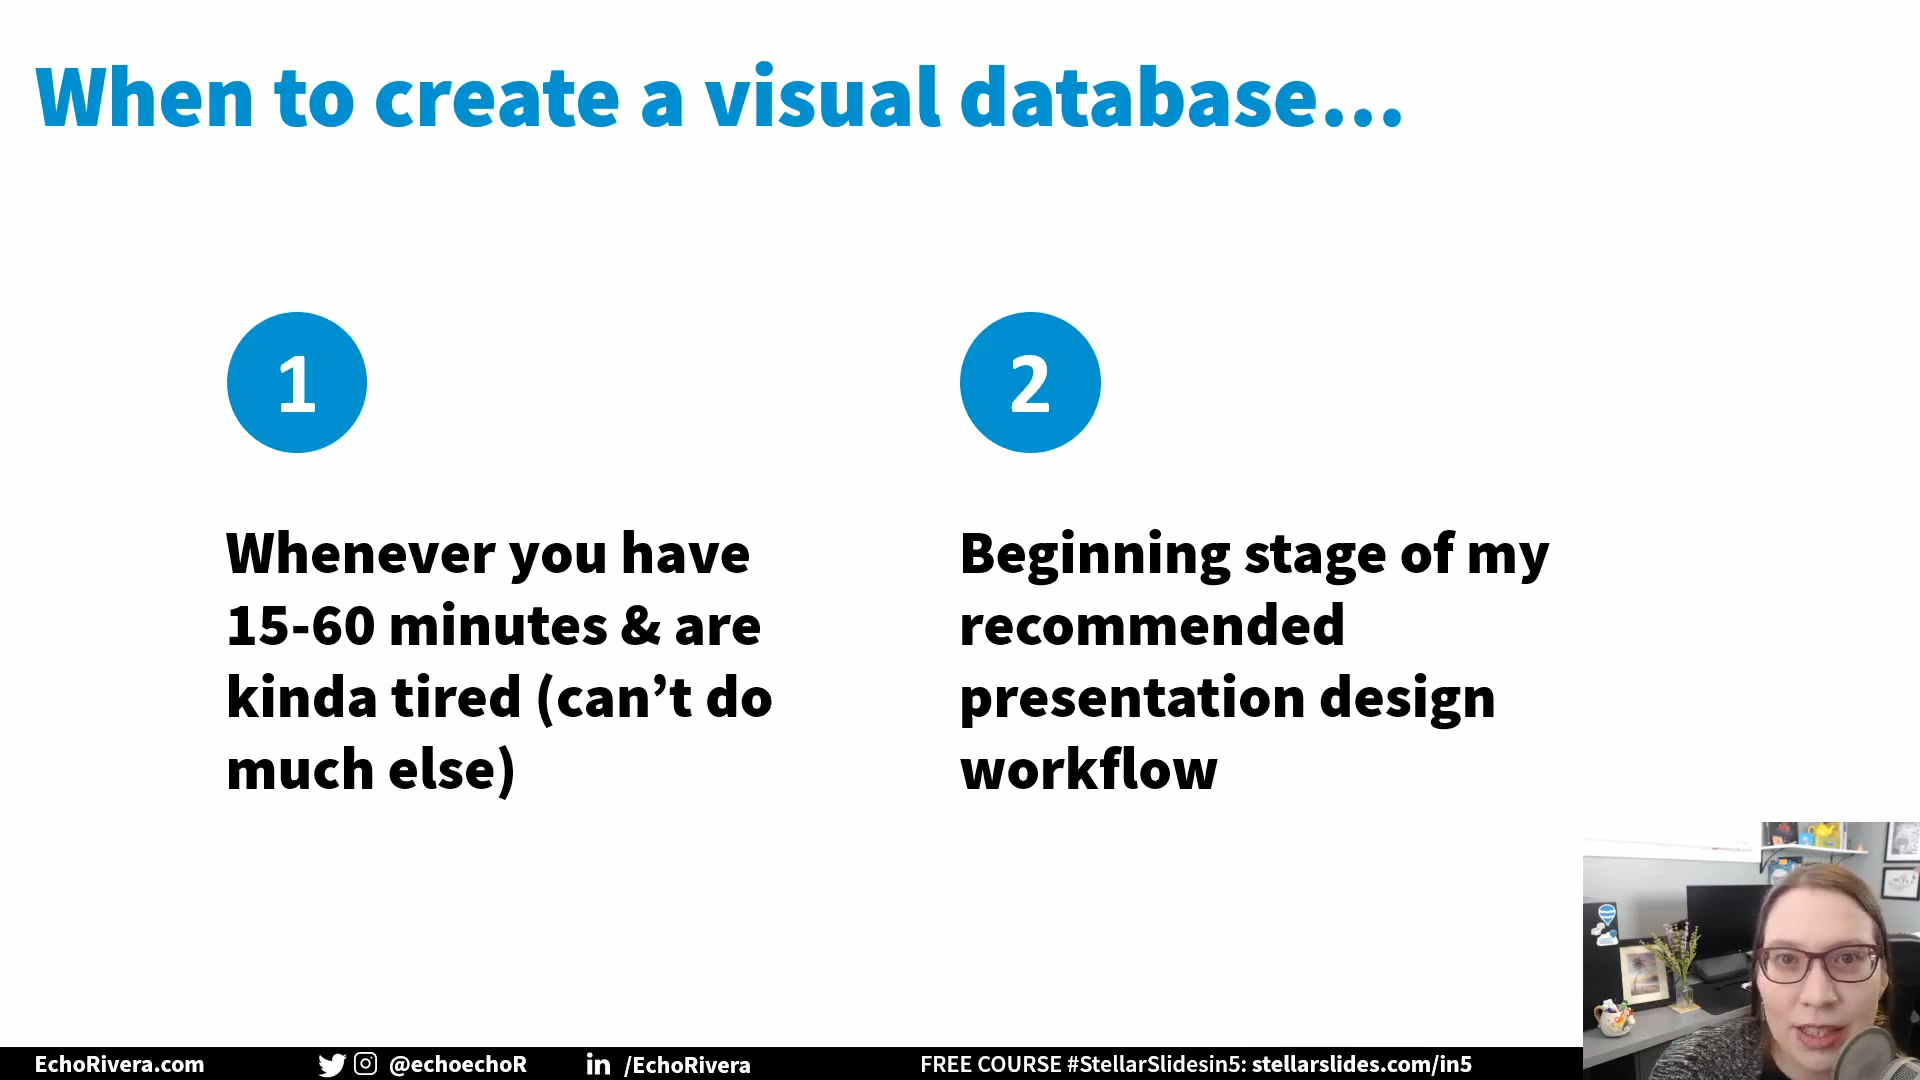 When to create a visual database...
1
Whenever you have
15-60 minutes & are
kinda tired (can’t do
much else)
2
Beginning stage of my
recommended
presentation design
workflow
EchoRivera.com @echoechoR in /EchoRivera FREE COURSE #StellarSlidesin5: stellarslides.com/in5